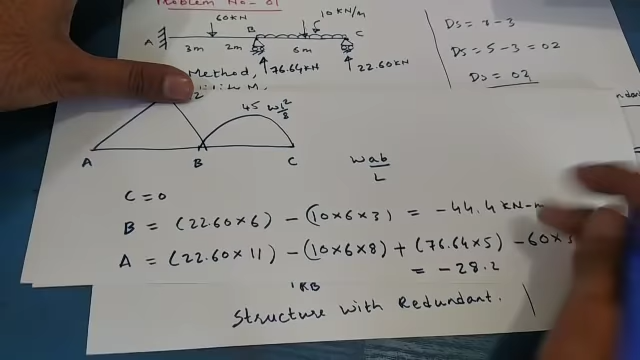 Problem No - 01
60KN
10 KN/M
A
B
C
3m
2m
6m
76.64KN
22.60KN
Method,
Ds = 5 - 3 = 02
Ds = 02
45
wl²/8
A
B
C
wab/L
C = 0
B = (22.60×6) - (10×6×3) = -44.4 KN-m
A = (22.60×11) - (10×6×8) + (76.64×5) - 60×3
= -28.2
1KB
Structure with Redundant.